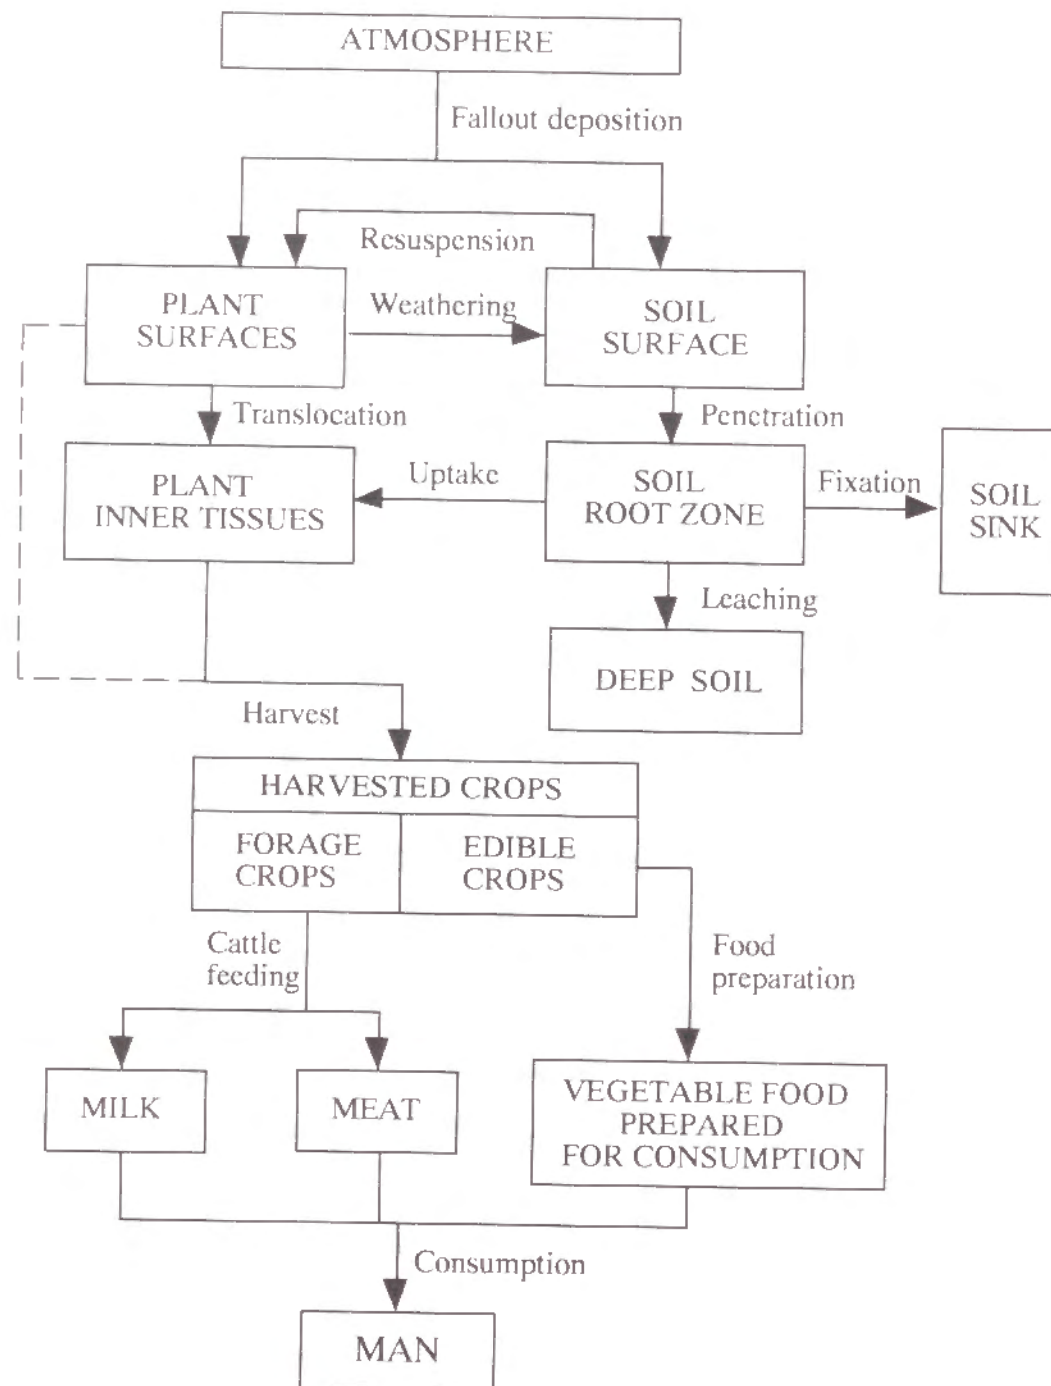 ATMOSPHERE
Fallout deposition
Resuspension
PLANT
SURFACES
Weathering
SOIL
SURFACE
Translocation
Penetration
PLANT
INNER TISSUES
Uptake
SOIL
ROOT ZONE
Fixation
SOIL
SINK
Leaching
DEEP SOIL
Harvest
HARVESTED CROPS
FORAGE
CROPS
EDIBLE
CROPS
Cattle
feeding
Food
preparation
MILK
MEAT
VEGETABLE FOOD
PREPARED
FOR CONSUMPTION
Consumption
MAN